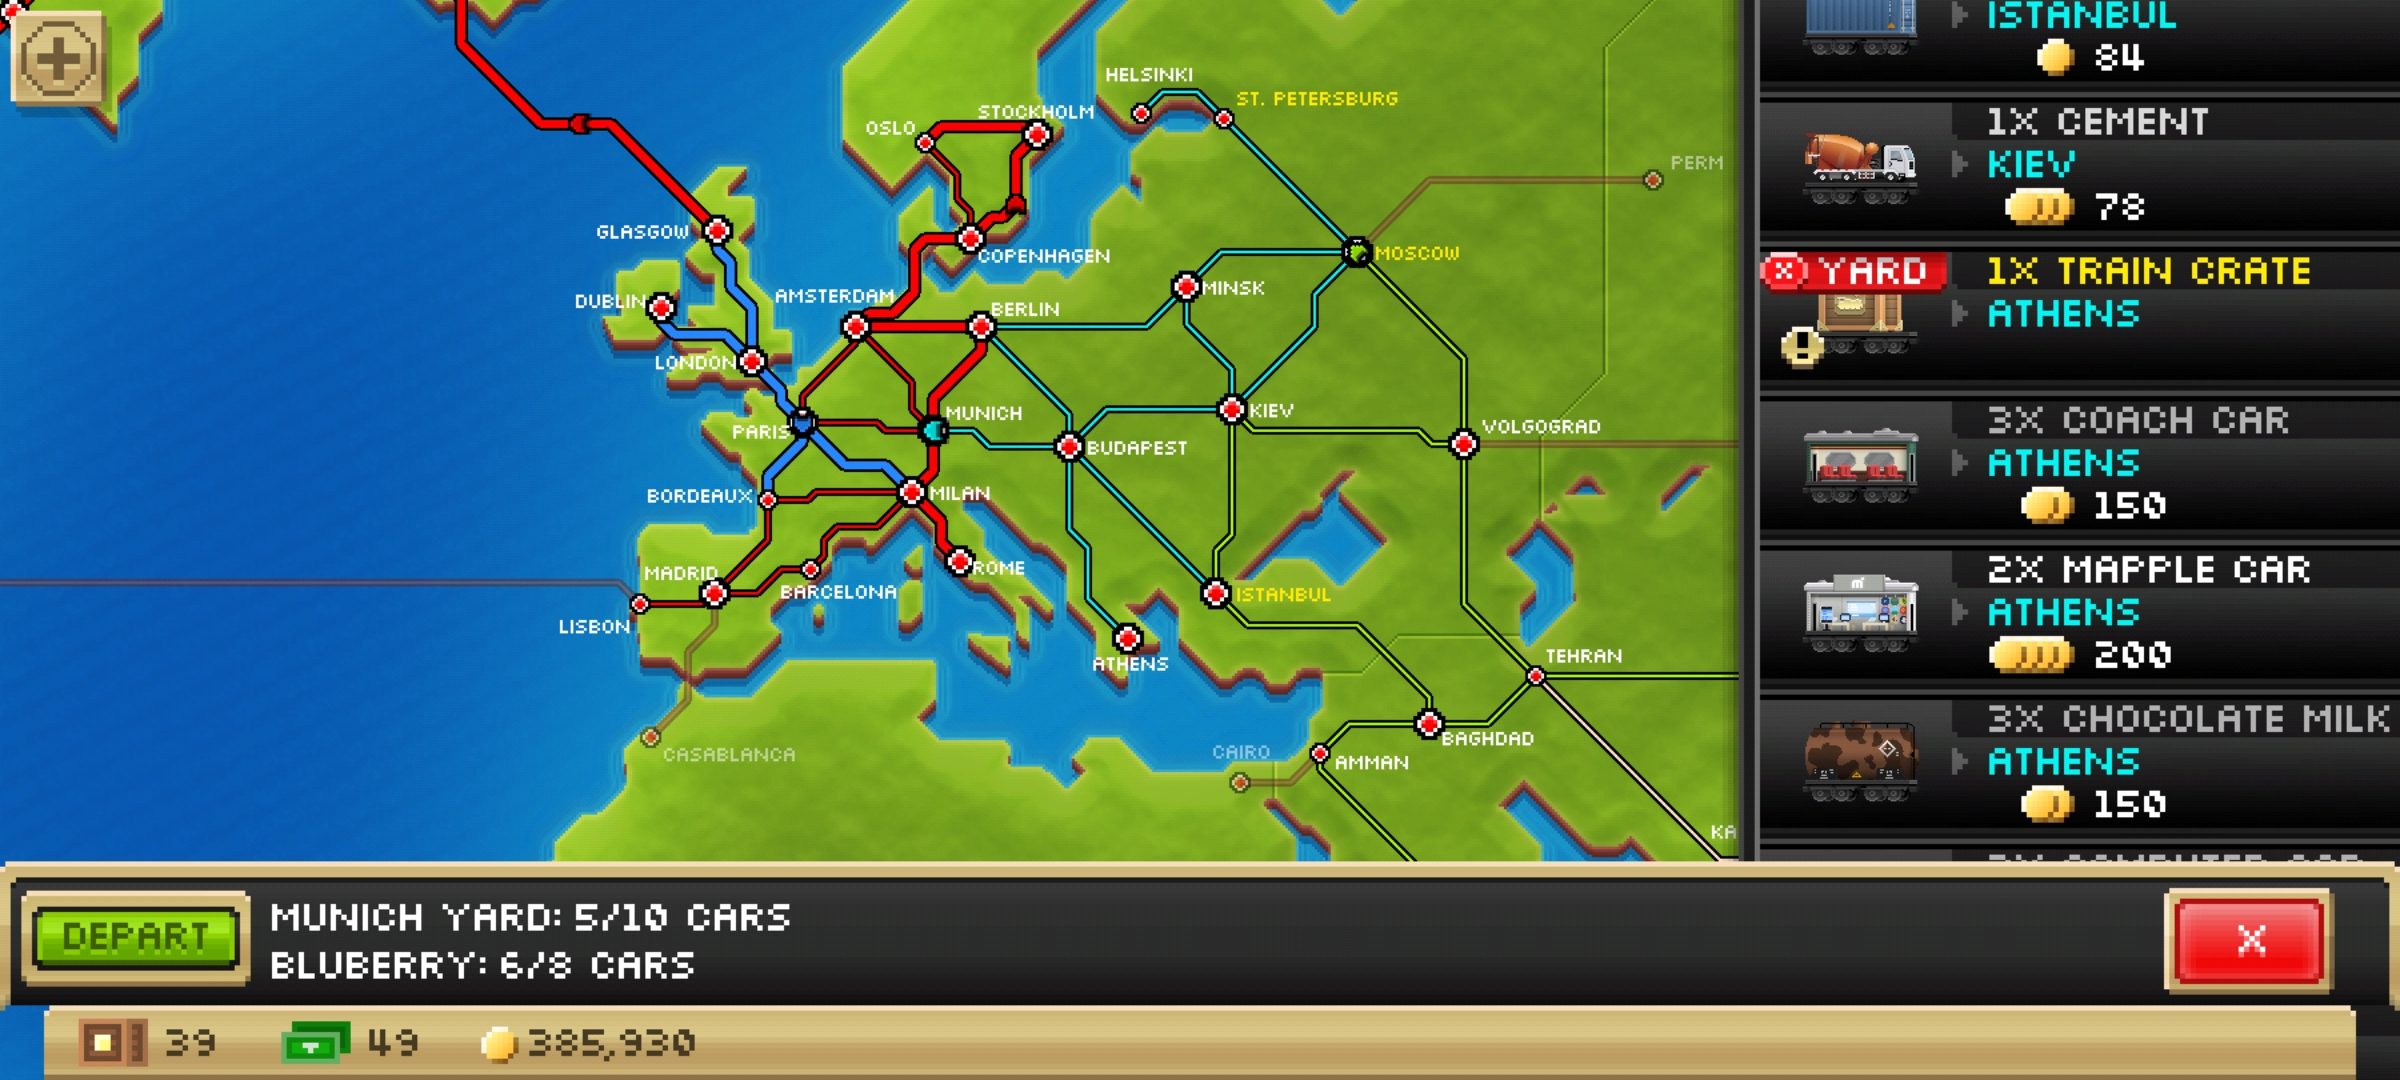 ISTANBUL
84
HELSINKI
ST. PETERSBURG
STOCKHOLM
OSLO
1X CEMENT
KIEV
78
PERM
GLASGOW
COPENHAGEN
MOSCOW
YARD
1X TRAIN CRATE
ATHENS
DUBLIN
AMSTERDAM
BERLIN
MINSK
LONDON
PARIS
MUNICH
KIEV
BUDAPEST
VOLGOGRAD
3X COACH CAR
ATHENS
150
BORDEAUX
MILAN
MADRID
ROME
BARCELONA
ISTANBUL
LISBON
ATHENS
TEHRAN
2X MAPPLE CAR
m
ATHENS
200
CASABLANCA
CAIRO
AMMAN
BAGHDAD
3X CHOCOLATE MILK
ATHENS
150
KA
DEPART
MUNICH YARD: 5/10 CARS
BLUBERRY: 6/8 CARS
X
39
49
385,930